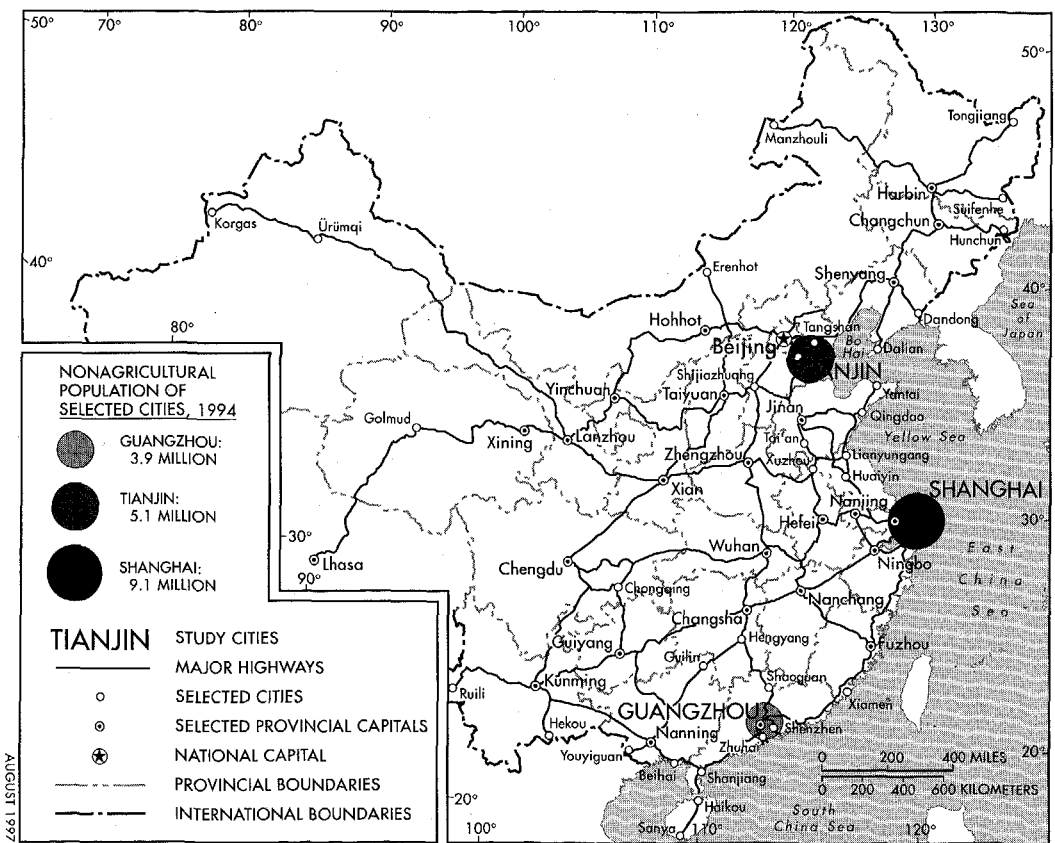 50°
80°
90°
100°
110°
120°
130°
50°
Tongjiang
Manzhouli
Harbin
Suifenhe
Changchun
Hunchun
Korgas
Ürümqi
40°
Erenhot
Shenyang
40°
Sea
of
Japan
Dandong
80°
Hohhot
Tangshan
Beijing
Bo
Hai
Dalian
TIANJIN
NONAGRICULTURAL
POPULATION OF
SELECTED CITIES, 1994
Shijiazhuang
Yinchuan
Taiyuan
Yantai
Jinan
Golmud
Qingdao
GUANGZHOU:
3.9 MILLION
Xining
Lanzhou
Tai'an
Yellow Sea
Zhengzhou
Xuzhou
Lianyungang
Huaiyin
TIANJIN:
5.1 MILLION
Xian
SHANGHAI
Nanjing
Hefei
30°
30°
East
China
Sea
SHANGHAI:
9.1 MILLION
Lhasa
90°
Chengdu
Wuhan
Ningbo
Chongqing
Nanchang
Changsha
TIANJIN STUDY CITIES
Guiyang
Hengyang
Fuzhou
MAJOR HIGHWAYS
Guilin
Kunming
Shaoguan
SELECTED CITIES
Ruili
Xiamen
SELECTED PROVINCIAL CAPITALS
GUANGZHOU
Shenzhen
Hekou
Nanning
NATIONAL CAPITAL
Youyiguan
Zhuhai
20°
0 200 400 MILES
Beihai
Shanjiang
PROVINCIAL BOUNDARIES
0 200 400 600 KILOMETERS
20°
Haikou
INTERNATIONAL BOUNDARIES
South
China Sea
Sanya
100°
110°
120°
AUGUST 1997